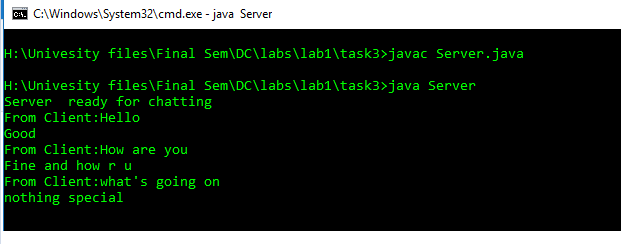 C:\Windows\System32\cmd.exe - java  Server
H:\Univesity files\Final Sem\DC\labs\lab1\task3>javac Server.java
H:\Univesity files\Final Sem\DC\labs\lab1\task3>java Server
Server  ready for chatting
From Client:Hello
Good
From Client:How are you
Fine and how r u
From Client:what's going on
nothing special